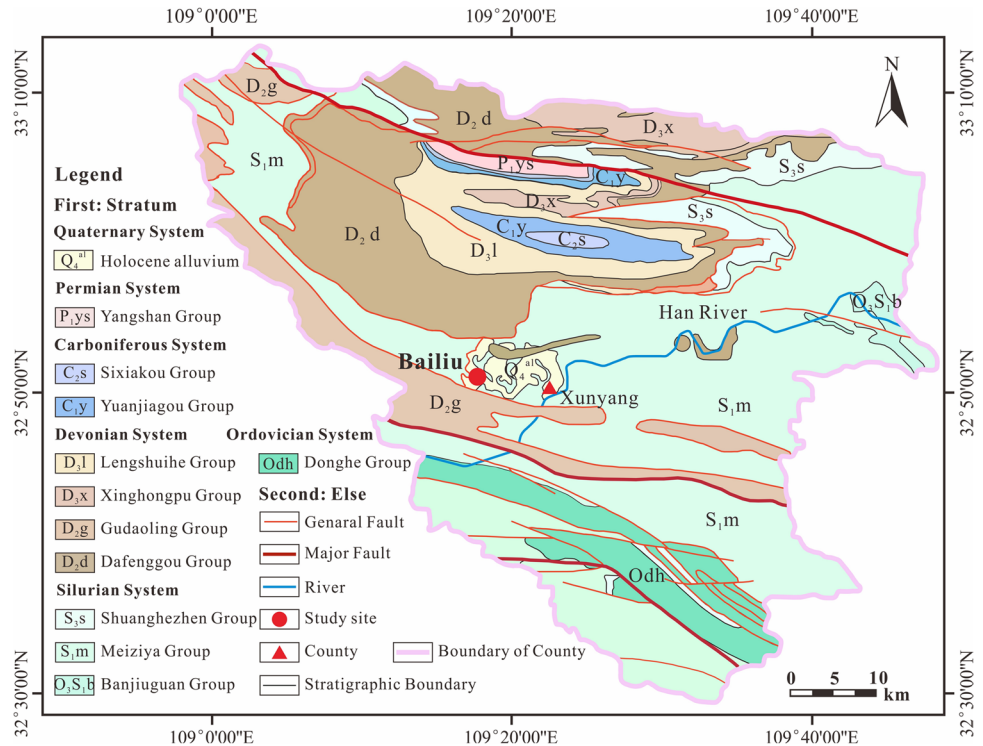 109°0'00"E 109°20'00"E 109°40'00"E
33°10'00"N
33°10'00"N
32°50'00"N
32°50'00"N
32°30'00"N
32°30'00"N
109°0'00"E 109°20'00"E 109°40'00"E
N
D₂g
D₂d
D₃x
S₁m
P₁ys
C₁y
S₃s
D₃x
S₃s
D₂d
C₁y
C₂s
D₃l
Han River
O₃S₁b
Bailiu
Q₄ᵃˡ
Xunyang
D₂g
S₁m
S₁m
Odh
0 5 10
km
Legend
First: Stratum
Quaternary System
Q₄ᵃˡ Holocene alluvium
Permian System
P₁ys Yangshan Group
Carboniferous System
C₂s Sixiakou Group
C₁y Yuanjiagou Group
Devonian System
D₃l Lengshuihe Group
D₃x Xinghongpu Group
D₂g Gudaoling Group
D₂d Dafenggou Group
Silurian System
S₃s Shuanghezhen Group
S₁m Meiziya Group
O₃S₁b Banjiuguan Group
Ordovician System
Odh Donghe Group
Second: Else
Genaral Fault
Major Fault
River
Study site
County
Boundary of County
Stratigraphic Boundary